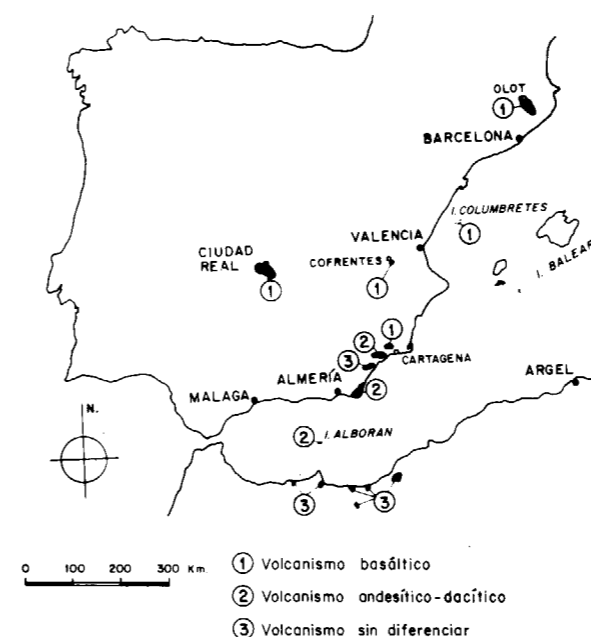 OLOT
1
BARCELONA
I. COLUMBRETES
1
VALENCIA
CIUDAD
REAL
1
COFRENTES
1
I. BALEAR
1
2
3
CARTAGENA
ALMERÍA
2
MALAGA
ARGEL
N.
2 I. ALBORAN
3
3
0 100 200 300 Km.
1 Volcanismo basáltico
2 Volcanismo andesítico-dacítico
3 Volcanismo sin diferenciar